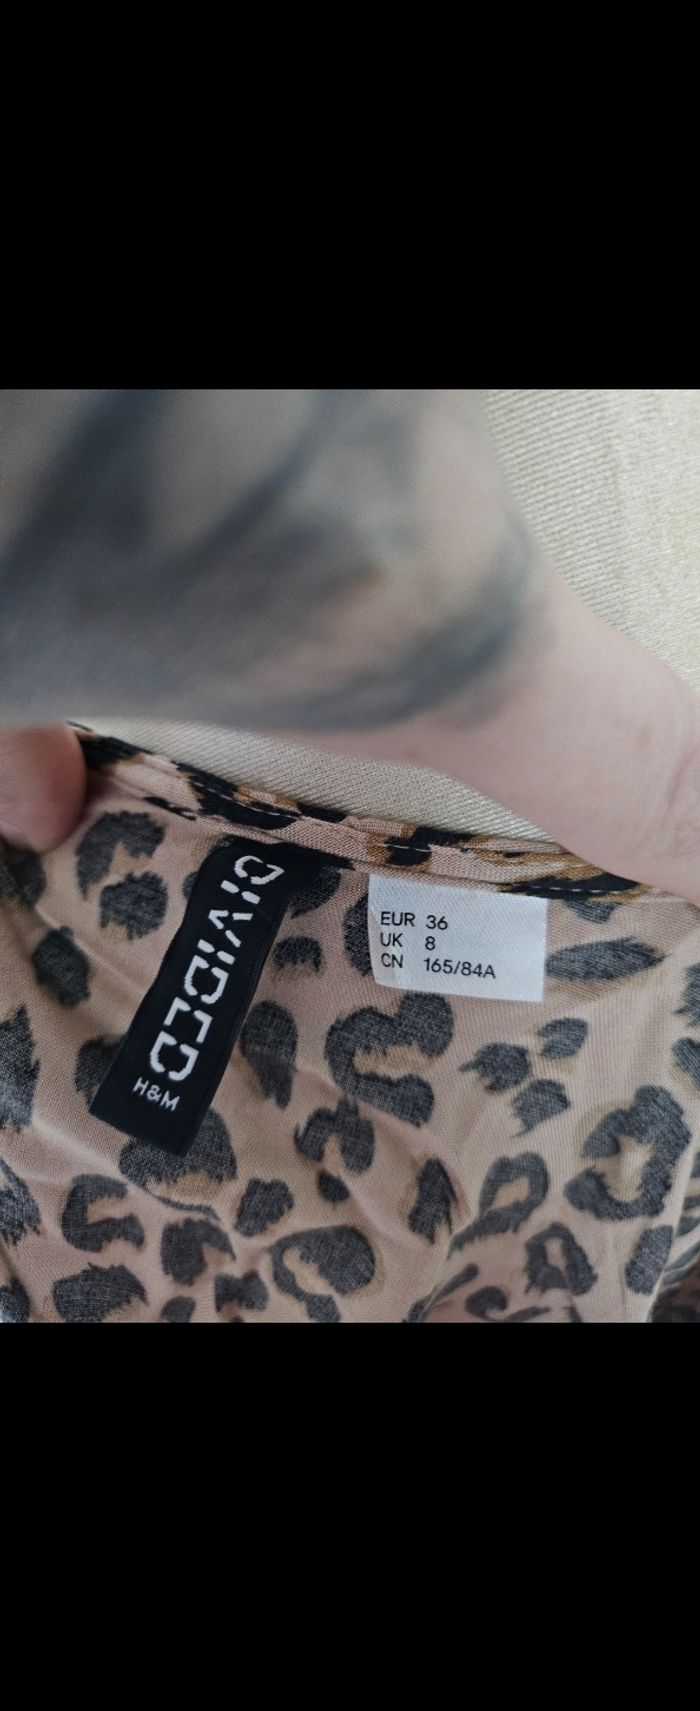 DIVIDED
H&M
EUR 36
UK 8
CN 165/84A